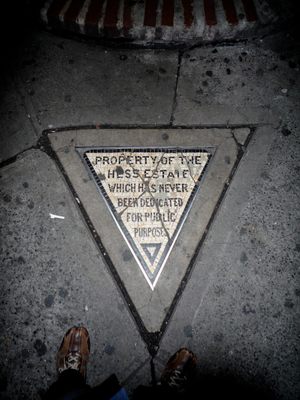 PROPERTY OF THE
HESS ESTATE
WHICH HAS NEVER
BEEN DEDICATED
FOR PUBLIC
PURPOSES